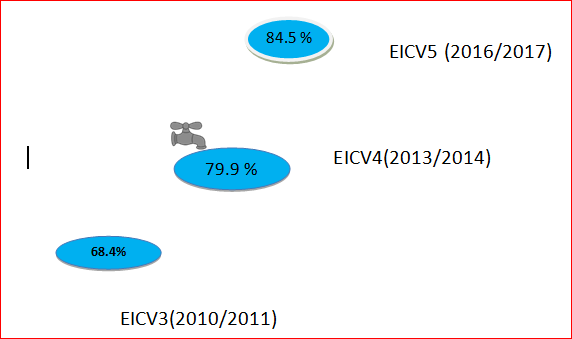 84.5 %
EICV5 (2016/2017)
79.9 %
EICV4(2013/2014)
68.4%
EICV3(2010/2011)